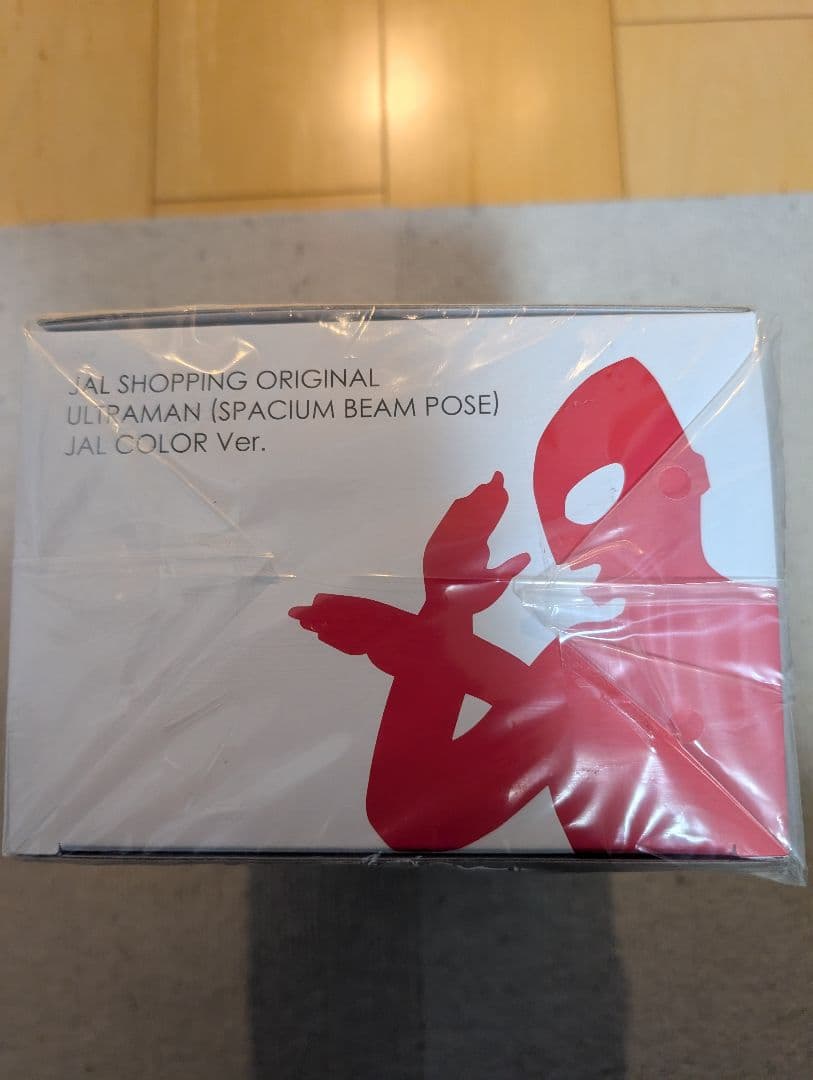 JAL SHOPPING ORIGINAL
ULTRAMAN (SPACIUM BEAM POSE)
JAL COLOR Ver.